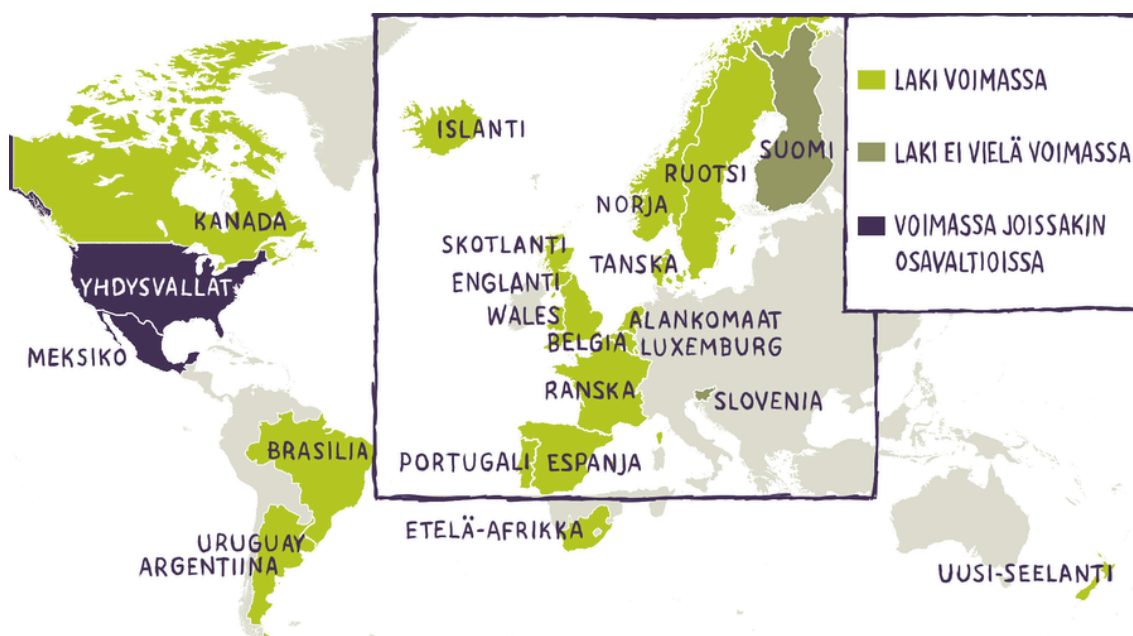 LAKI VOIMASSA
LAKI EI VIELÄ VOIMASSA
VOIMASSA JOISSAKIN
OSAVALTIOISSA
ISLANTI
SUOMI
RUOTSI
NORJA
KANADA
SKOTLANTI
TANSKA
ENGLANTI
YHDYSVALLAT
WALES
ALANKOMAAT
BELGIA
LUXEMBURG
MEKSIKO
RANSKA
SLOVENIA
BRASILIA
PORTUGALI
ESPANJA
ETELÄ-AFRIKKA
URUGUAY
ARGENTIINA
UUSI-SEELANTI